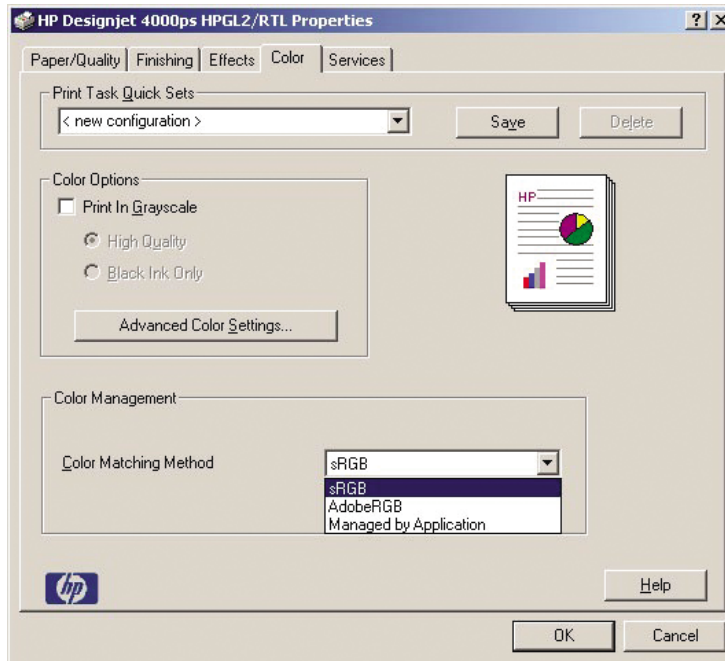 HP Designjet 4000ps HPGL2/RTL Properties
?
Paper/Quality Finishing Effects Color Services
Print Task Quick Sets
< new configuration > Save Delete
Color Options
Print In Grayscale
High Quality
Black Ink Only
Advanced Color Settings...
HP
Color Management
Color Matching Method sRGB
sRGB
AdobeRGB
Managed by Application
hp Help
OK Cancel